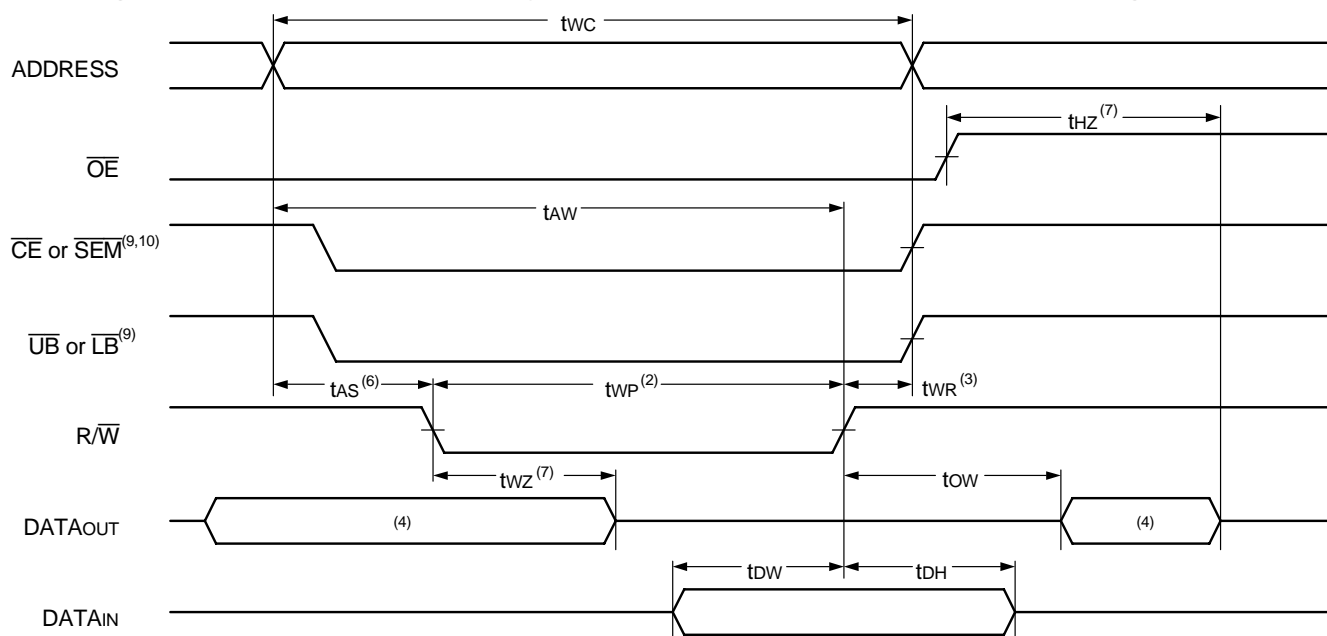 tWC
ADDRESS
tHZ(7)
OE
tAW
CE or SEM(9,10)
UB or LB(9)
tAS(6) tWP(2) tWR(3)
R/W
tWZ(7) tOW
DATAOUT (4) (4)
tDW tDH
DATAIN